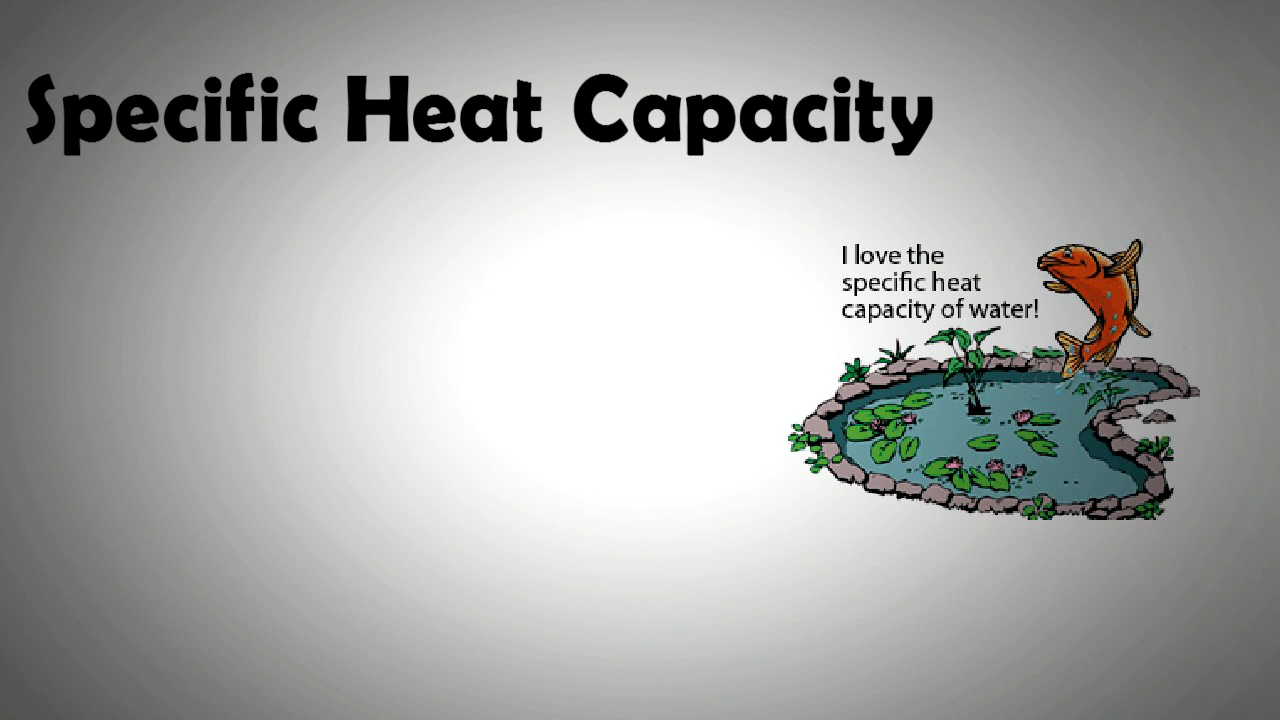 Specific Heat Capacity
I love the
specific heat
capacity of water!